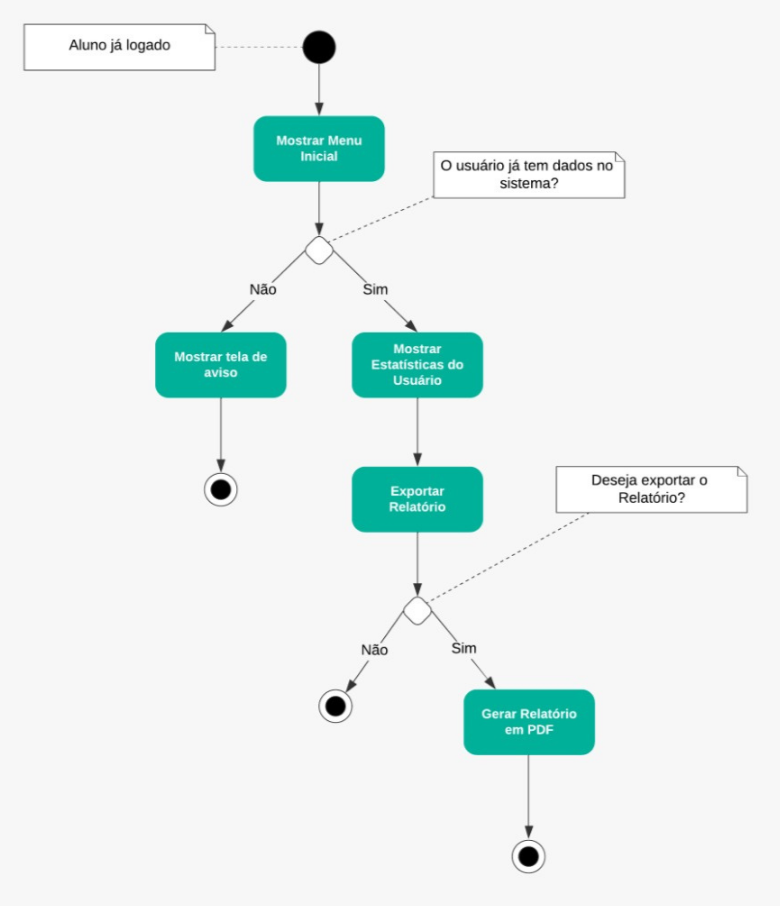 Aluno já logado
Mostrar Menu
Inicial
O usuário já tem dados no
sistema?
Não
Sim
Mostrar tela de
aviso
Mostrar
Estatísticas do
Usuário
Exportar
Relatório
Deseja exportar o
Relatório?
Não
Sim
Gerar Relatório
em PDF